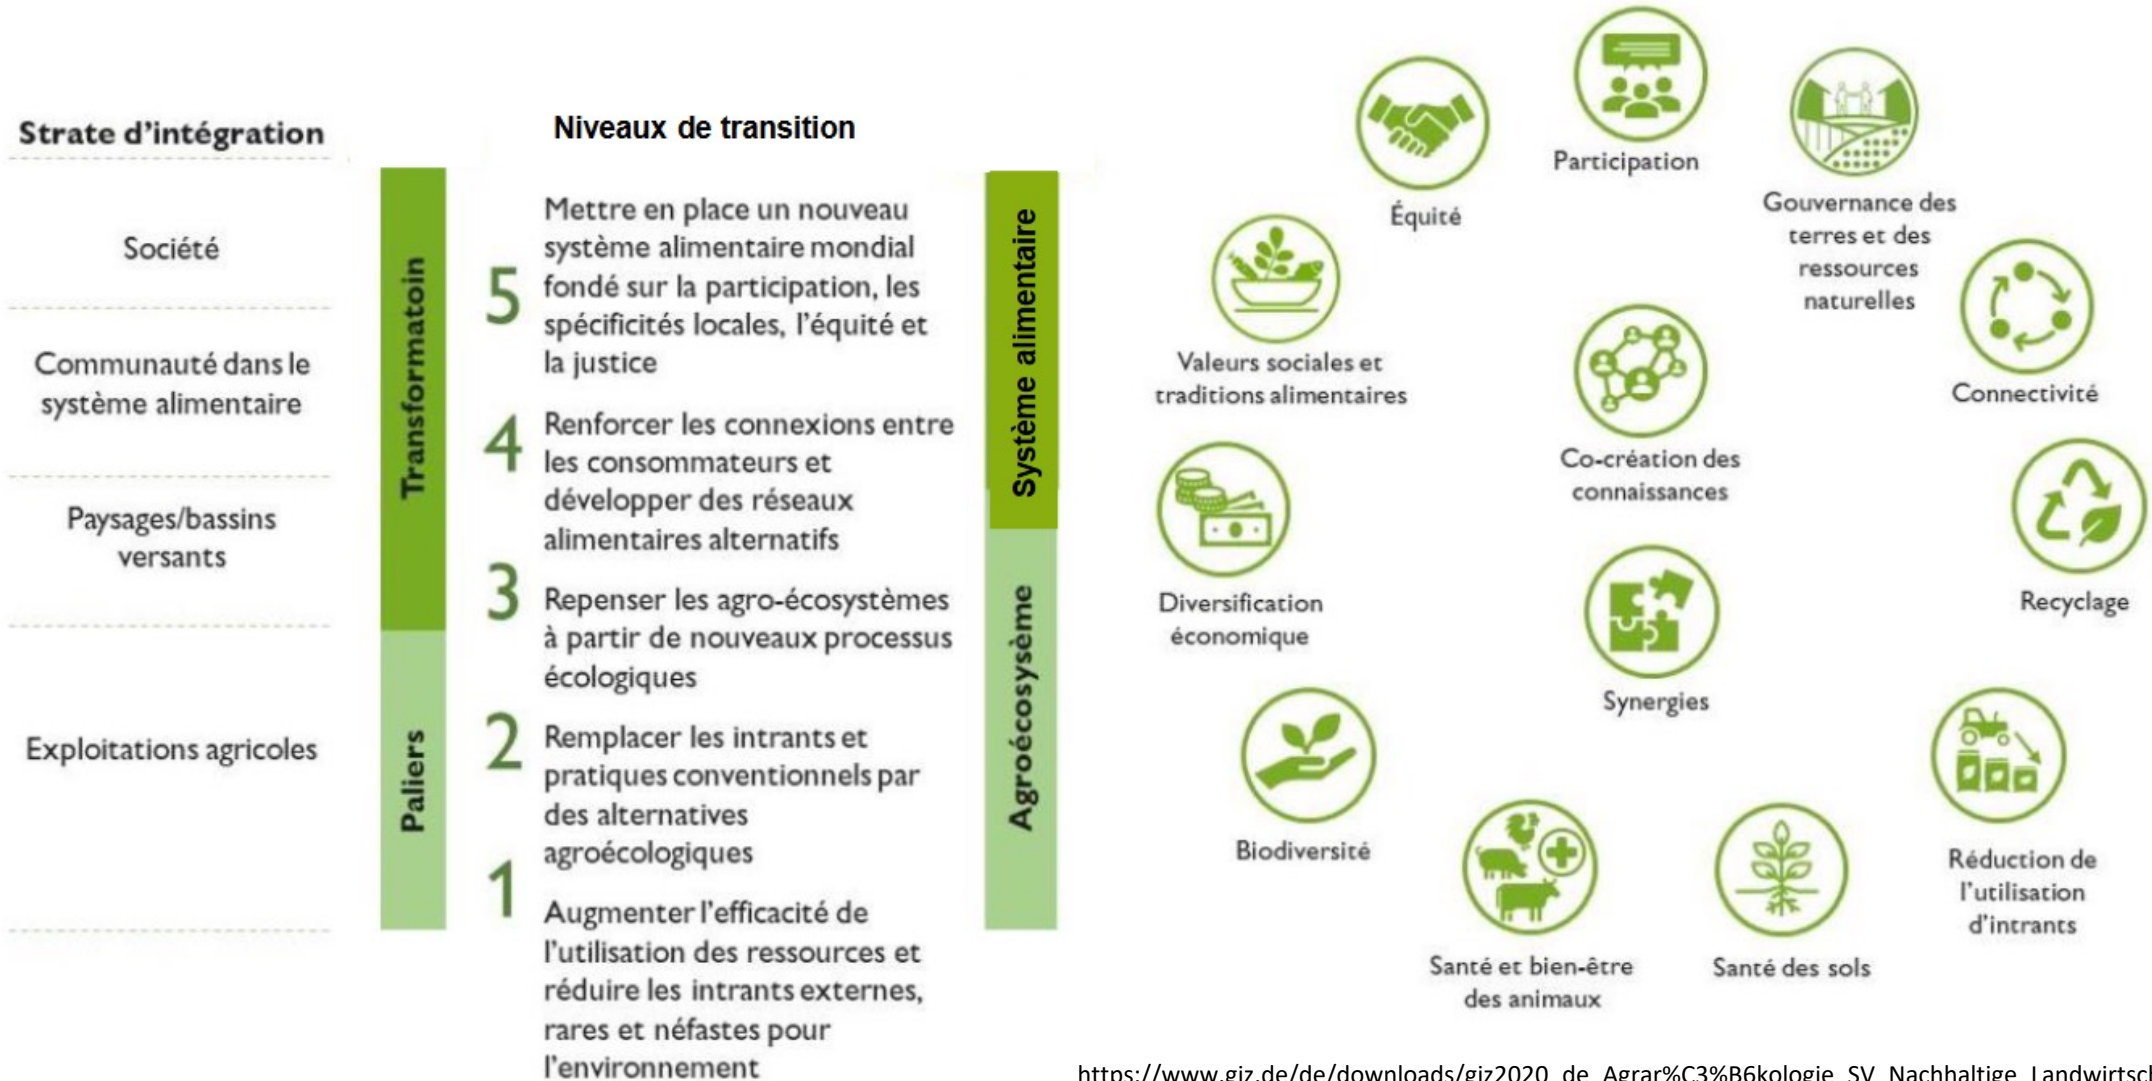 Strate d'intégration
Société
Communauté dans le
système alimentaire
Paysages/bassins
versants
Exploitations agricoles
Transformatoin
Paliers
Niveaux de transition
5
Mettre en place un nouveau
système alimentaire mondial
fondé sur la participation, les
spécificités locales, l'équité et
la justice
4
Renforcer les connexions entre
les consommateurs et
développer des réseaux
alimentaires alternatifs
3
Repenser les agro-écosystèmes
à partir de nouveaux processus
écologiques
2
Remplacer les intrants et
pratiques conventionnels par
des alternatives
agroécologiques
1
Augmenter l'efficacité de
l'utilisation des ressources et
réduire les intrants externes,
rares et néfastes pour
l'environnement
Système alimentaire
Agroécosysème
Participation
Équité
Gouvernance des
terres et des
ressources
naturelles
Valeurs sociales et
traditions alimentaires
Connectivité
Co-création des
connaissances
Diversification
économique
Recyclage
Synergies
Biodiversité
Réduction de
l'utilisation
d'intrants
Santé et bien-être
des animaux
Santé des sols
https://www.giz.de/de/downloads/giz2020_de_Agrar%C3%B6kologie_SV_Nachhaltige_Landwirtsc